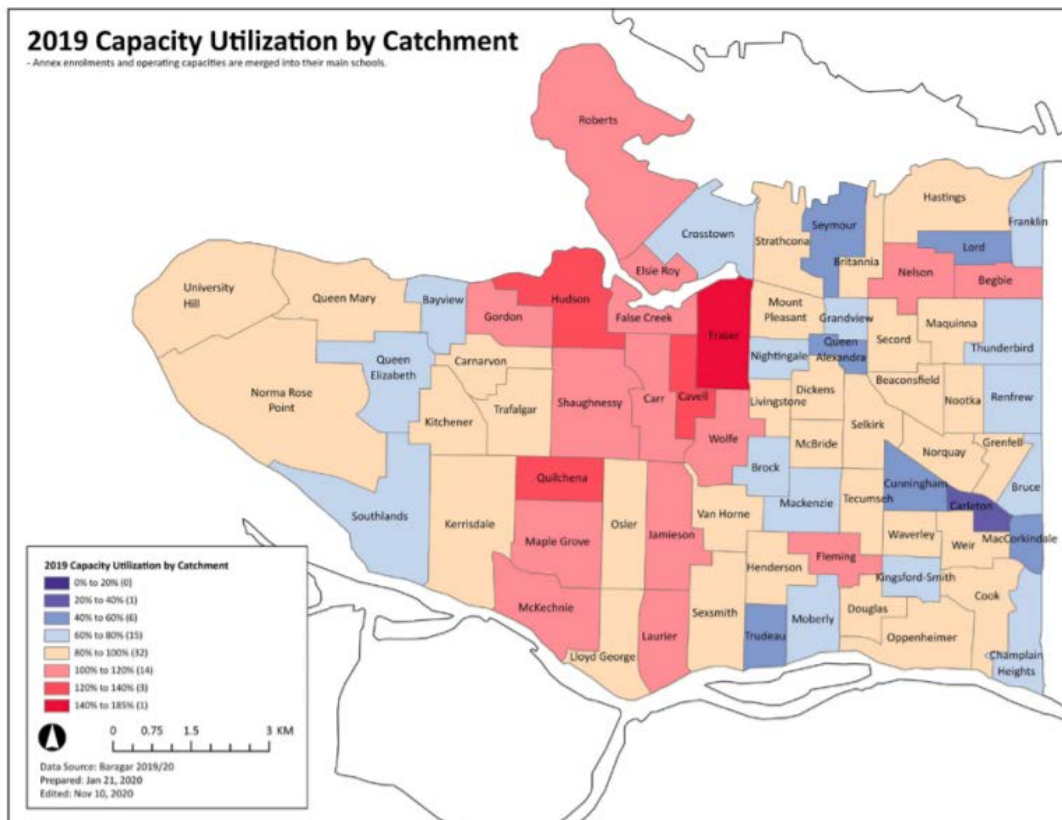 2019 Capacity Utilization by Catchment
- Annex enrolments and operating capacities are merged into their main schools.
Roberts
Hastings
Franklin
Seymour
Crosstown
Strathcona
Lord
Britannia
Elsie Roy
Nelson
Begbie
University
Hill
Queen Mary
Bayview
Hudson
Gordon
False Creek
Mount
Pleasant
Grandview
Maquinna
Fraser
Secord
Queen
Alexandra
Nightingale
Thunderbird
Queen
Elizabeth
Carnarvon
Beaconsfield
Norma Rose
Point
Dickens
Cavell
Livingstone
Nootka
Renfrew
Shaughnessy
Carr
Kitchener
Trafalgar
Selkirk
Wolfe
McBride
Grenfell
Norquay
Brock
Quilchena
Cunningham
Bruce
Mackenzie
Tecumseh
Carleton
Southlands
Van Horne
Kerrisdale
Osler
Waverley
Jamieson
Maple Grove
Weir
MacCorkindale
Fleming
Henderson
Kingsford-Smith
Cook
McKechnie
Sexsmith
Douglas
Moberly
Laurier
Trudeau
Oppenheimer
Lloyd George
Champlain
Heights
2019 Capacity Utilization by Catchment
0% to 20% (0)
20% to 40% (1)
40% to 60% (6)
60% to 80% (15)
80% to 100% (32)
100% to 120% (14)
120% to 140% (3)
140% to 185% (1)
0 0.75 1.5 3 KM
Data Source: Baragar 2019/20
Prepared: Jan 21, 2020
Edited: Nov 10, 2020